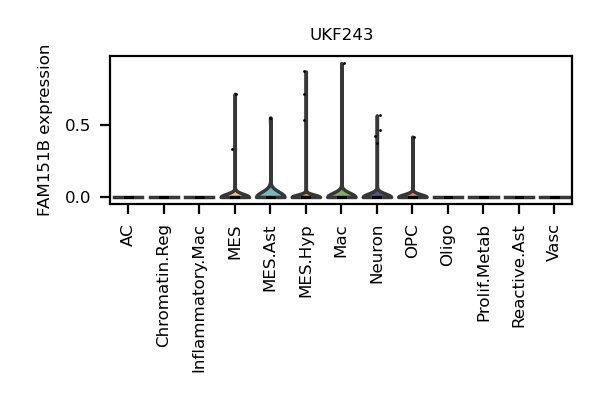 UKF243
FAM151B expression
0.5
0.0
AC
Chromatin.Reg
Inflammatory.Mac
MES
MES.Ast
MES.Hyp
Mac
Neuron
OPC
Oligo
Prolif.Metab
Reactive.Ast
Vasc